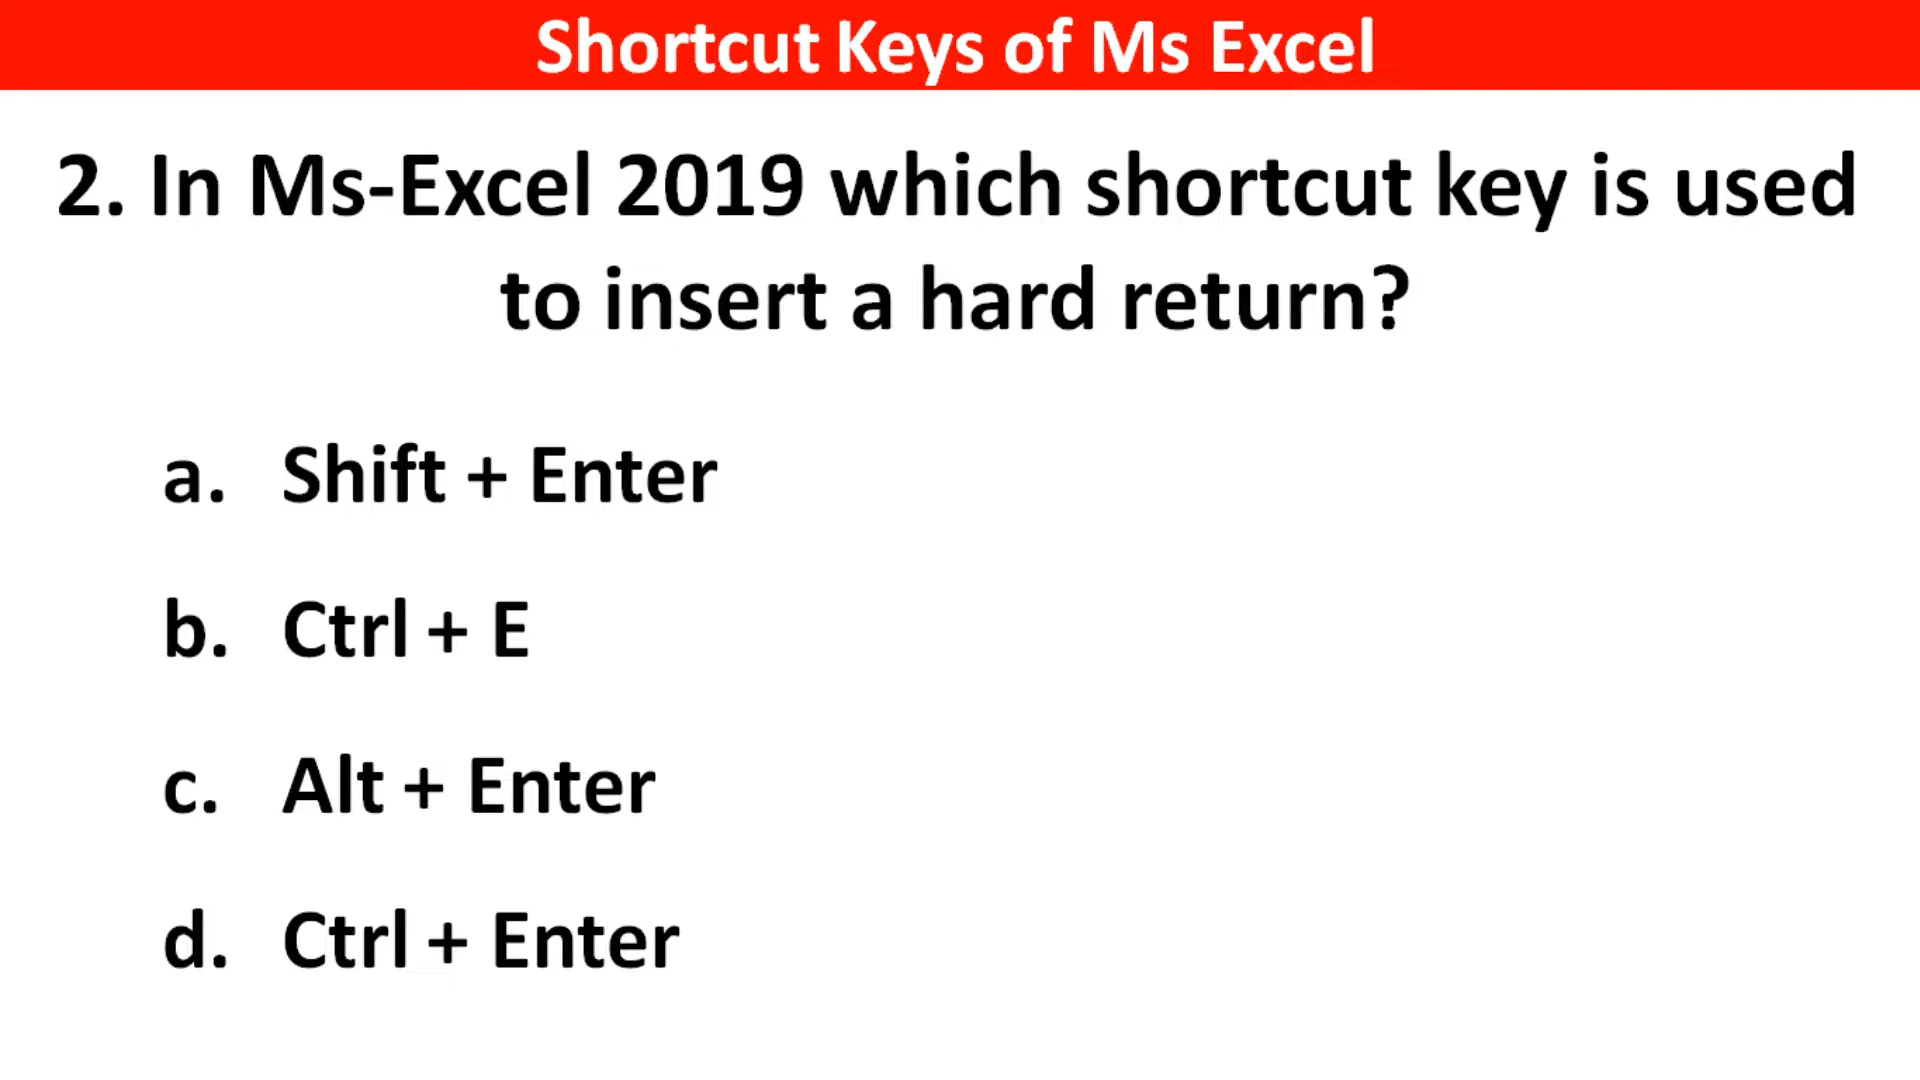 Shortcut Keys of Ms Excel
2. In Ms-Excel 2019 which shortcut key is used
to insert a hard return?
a. Shift + Enter
b. Ctrl + E
c. Alt + Enter
d. Ctrl + Enter